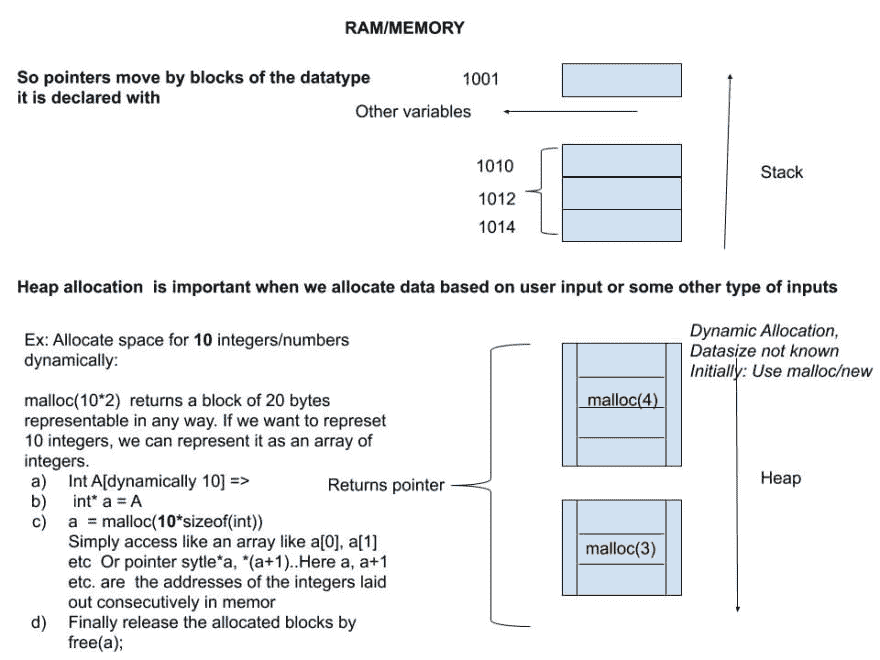 RAM/MEMORY
So pointers move by blocks of the datatype
it is declared with
1001
Other variables
1010
1012
1014
Stack
Heap allocation is important when we allocate data based on user input or some other type of inputs
Ex: Allocate space for 10 integers/numbers
dynamically:
malloc(10*2) returns a block of 20 bytes
representable in any way. If we want to represet
10 integers, we can represent it as an array of
integers.
a) Int A[dynamically 10] =>
b) int* a = A
c) a = malloc(10*sizeof(int))
Simply access like an array like a[0], a[1]
etc Or pointer sytle*a, *(a+1)..Here a, a+1
etc. are the addresses of the integers laid
out consecutively in memor
d) Finally release the allocated blocks by
free(a);
Returns pointer
Dynamic Allocation,
Datasize not known
Initially: Use malloc/new
malloc(4)
Heap
malloc(3)